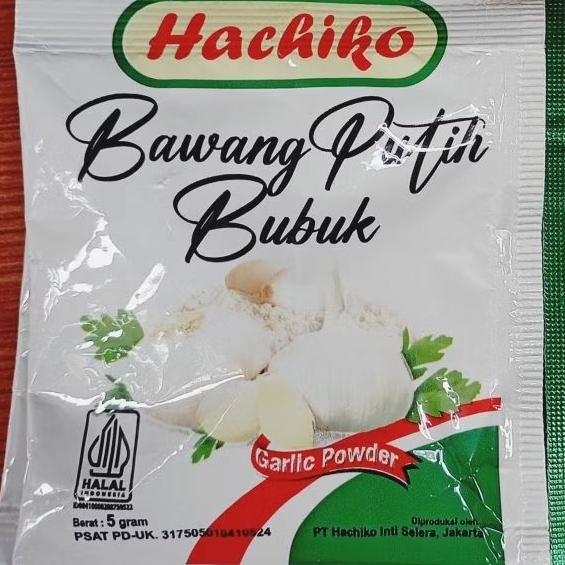 Hachiko
Bawang Putih
Bubuk
Garlic Powder
HALAL
INDONESIA
Berat : 5 gram
PSAT PD-UK. 317505010410524
Diproduksi oleh
PT Hachiko Inti Selera, Jakarta